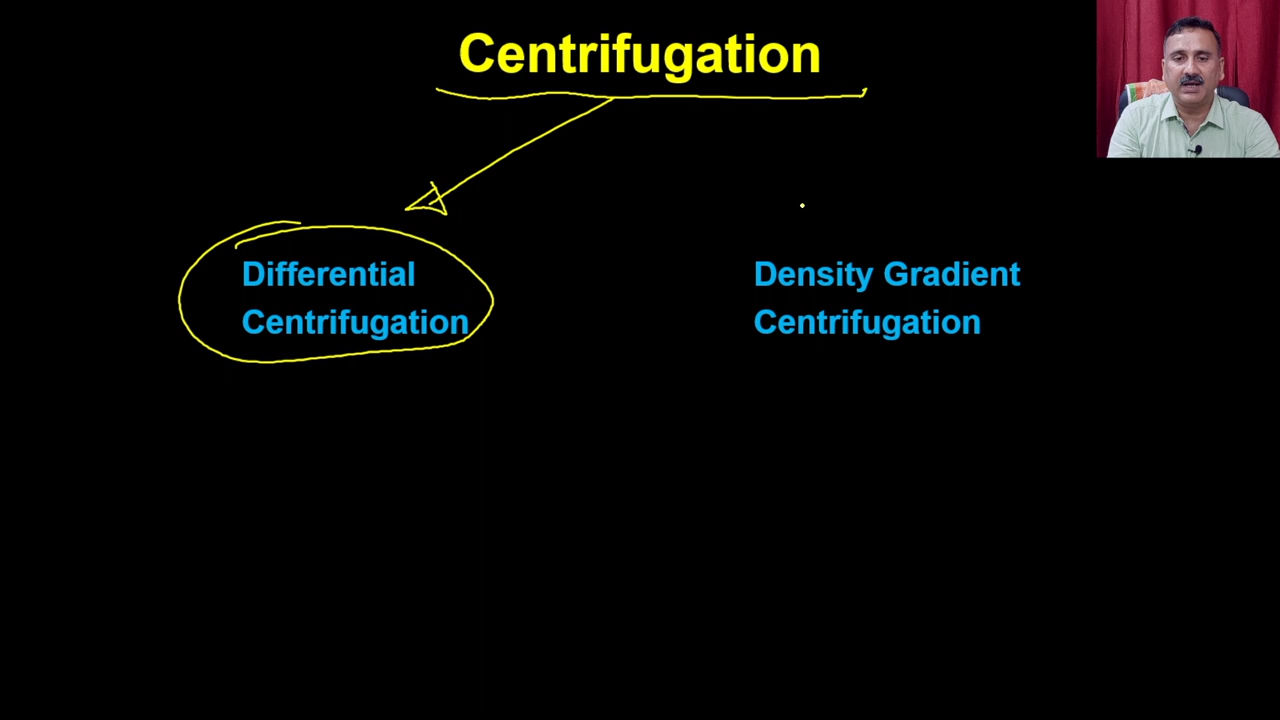 Centrifugation
Differential
Centrifugation
Density Gradient
Centrifugation